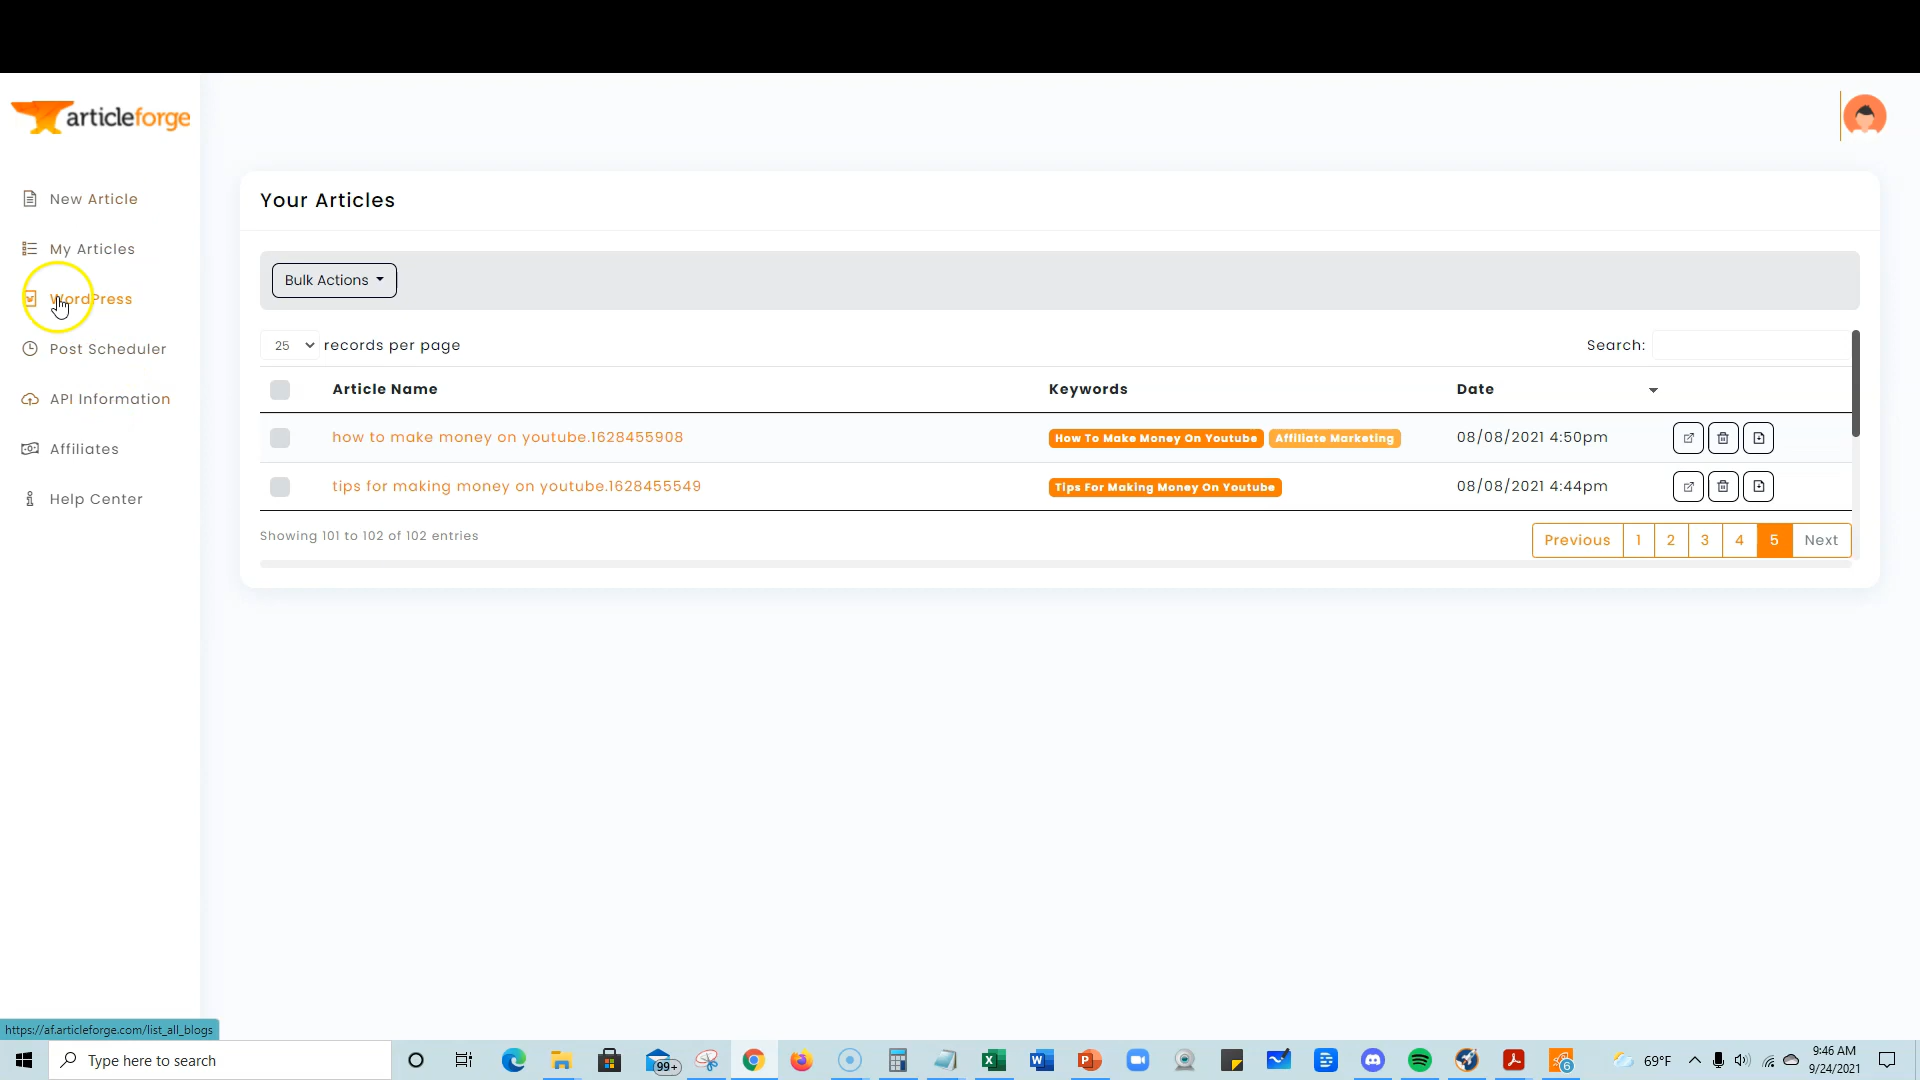 articleforge
New Article
My Articles
WordPress
Post Scheduler
API Information
Affiliates
Help Center
Your Articles
Bulk Actions
25 records per page
Search:
Article Name Keywords Date
how to make money on youtube.1628455908 How To Make Money On Youtube Affiliate Marketing 08/08/2021 4:50pm
tips for making money on youtube.1628455549 Tips For Making Money On Youtube 08/08/2021 4:44pm
Showing 101 to 102 of 102 entries
Previous 1 2 3 4 5 Next
https://af.articleforge.com/list_all_blogs
Type here to search
99+
6
69°F
9:46 AM
9/24/2021